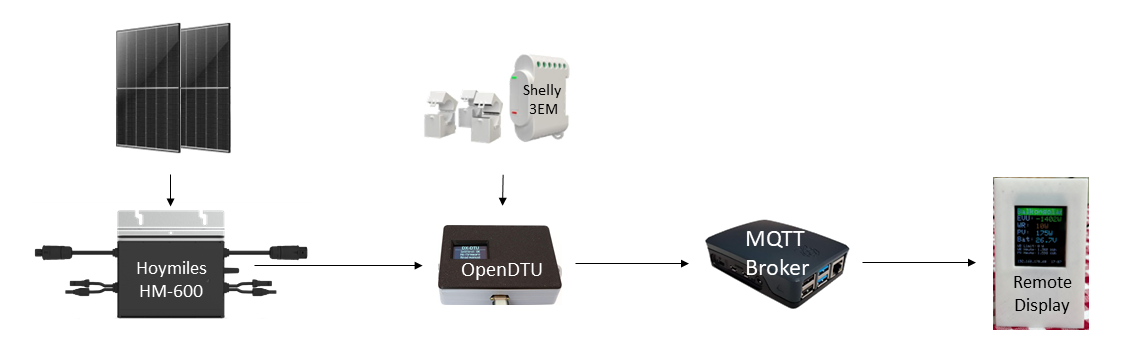 Shelly
3EM
Hoymiles
HM-600
OpenDTU
MQTT
Broker
EVU: -1402W
WR: 10W
PV: 175W
Bat: 26.7V
Remote
Display